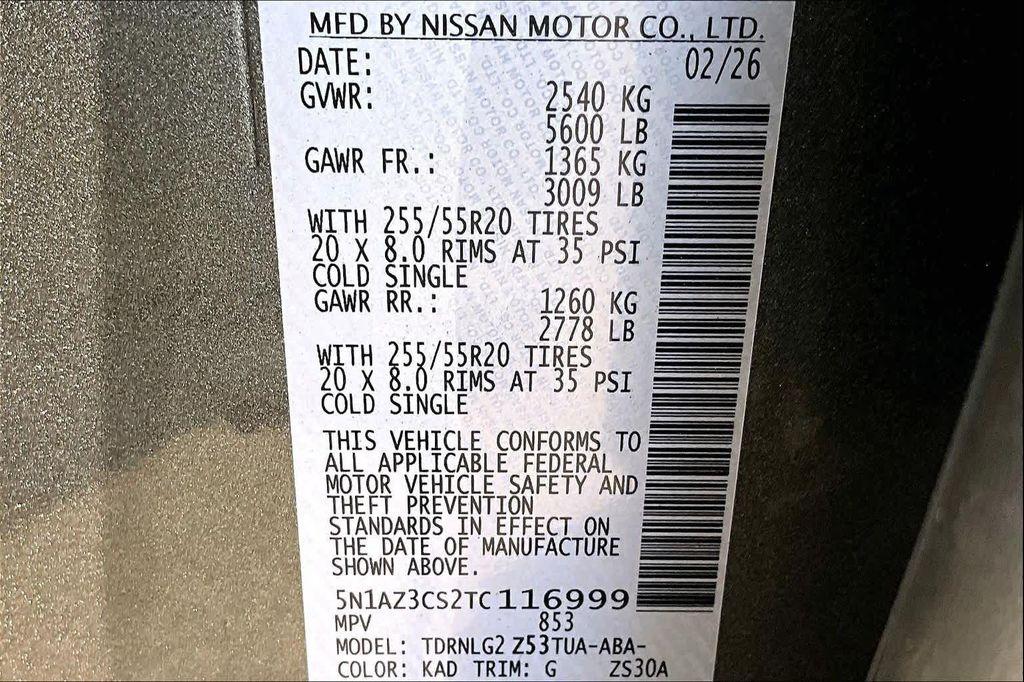 MFD BY NISSAN MOTOR CO., LTD.
DATE: 02/26
GVWR: 2540 KG
5600 LB
GAWR FR.: 1365 KG
3009 LB
WITH 255/55R20 TIRES
20 X 8.0 RIMS AT 35 PSI
COLD SINGLE
GAWR RR.: 1260 KG
2778 LB
WITH 255/55R20 TIRES
20 X 8.0 RIMS AT 35 PSI
COLD SINGLE
THIS VEHICLE CONFORMS TO
ALL APPLICABLE FEDERAL
MOTOR VEHICLE SAFETY AND
THEFT PREVENTION
STANDARDS IN EFFECT ON
THE DATE OF MANUFACTURE
SHOWN ABOVE.
5N1AZ3CS2TC116999
MPV 853
MODEL: TDRNLG2 Z53TUA-ABA-
COLOR: KAD TRIM: G ZS30A